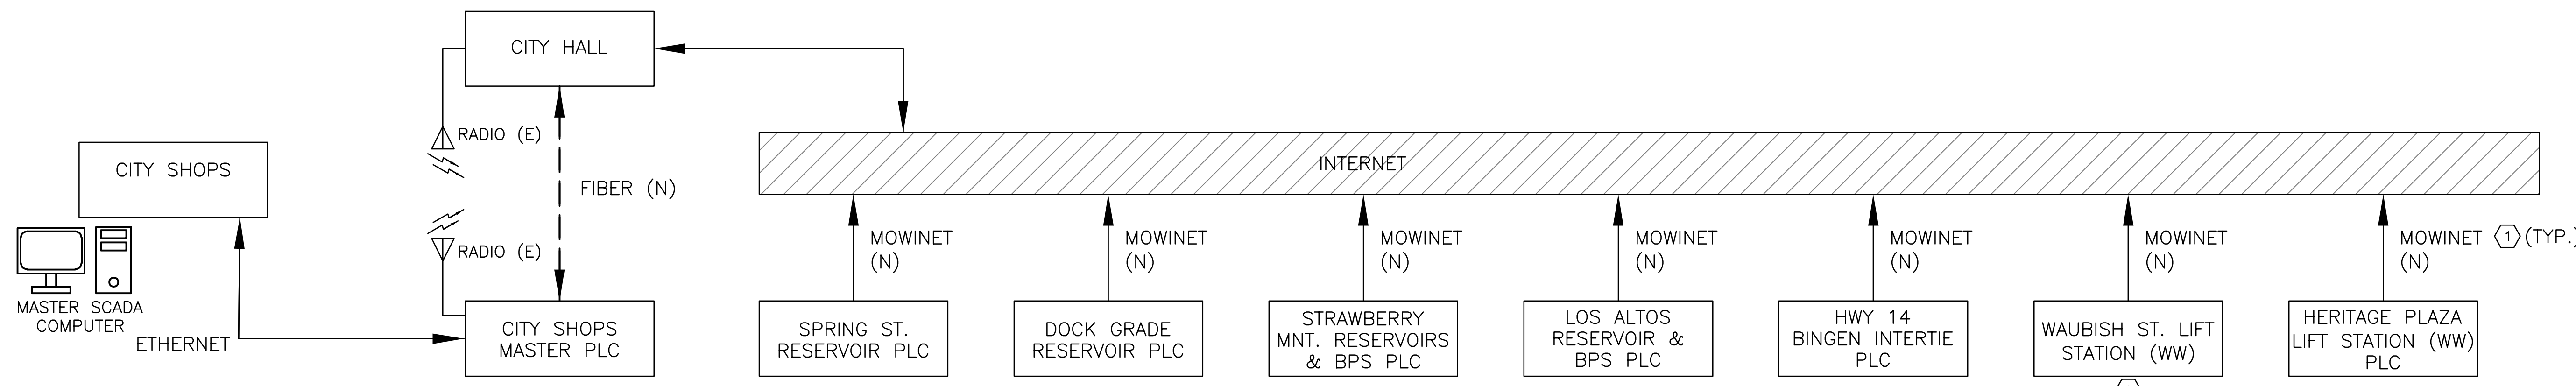 CITY HALL
RADIO (E)
CITY SHOPS
INTERNET
FIBER (N)
MOWINET
(N)
MOWINET
(N)
MOWINET
(N)
MOWINET
(N)
MOWINET
(N)
MOWINET
(N)
MOWINET 1 (TYP.)
(N)
RADIO (E)
MASTER SCADA
COMPUTER
ETHERNET
CITY SHOPS
MASTER PLC
SPRING ST.
RESERVOIR PLC
DOCK GRADE
RESERVOIR PLC
STRAWBERRY
MNT. RESERVOIRS
& BPS PLC
LOS ALTOS
RESERVOIR &
BPS PLC
HWY 14
BINGEN INTERTIE
PLC
WAUBISH ST. LIFT
STATION (WW)
HERITAGE PLAZA
LIFT STATION (WW)
PLC